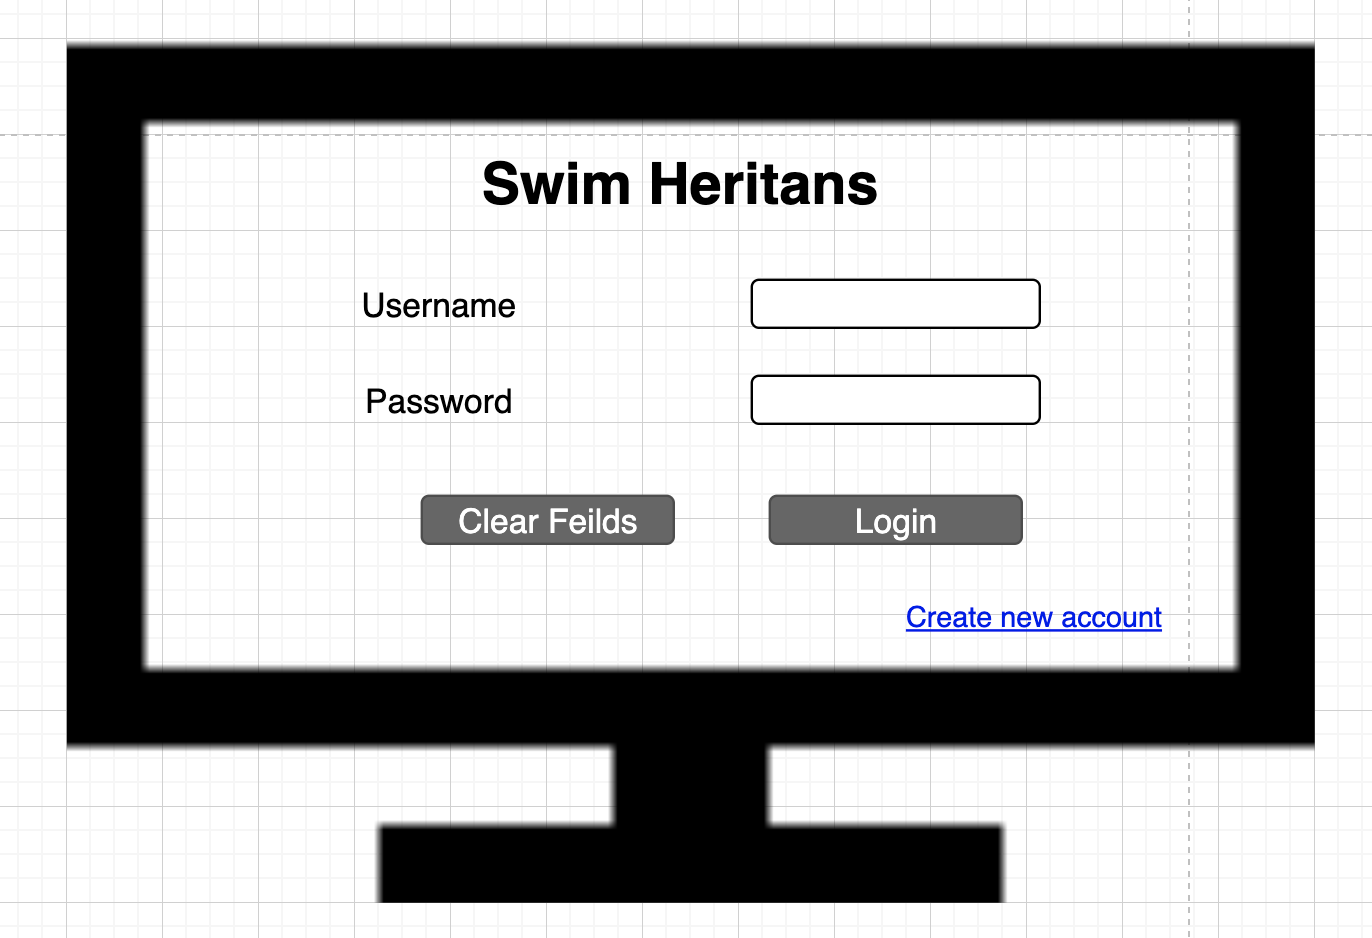 Swim Heritans
Username
Password
Clear Feilds
Login
Create new account